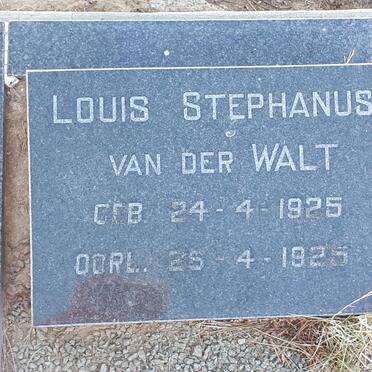 LOUIS STEPHANUS
VAN DER WALT
GEB. 24-4-1925
OORL. 25-4-1925